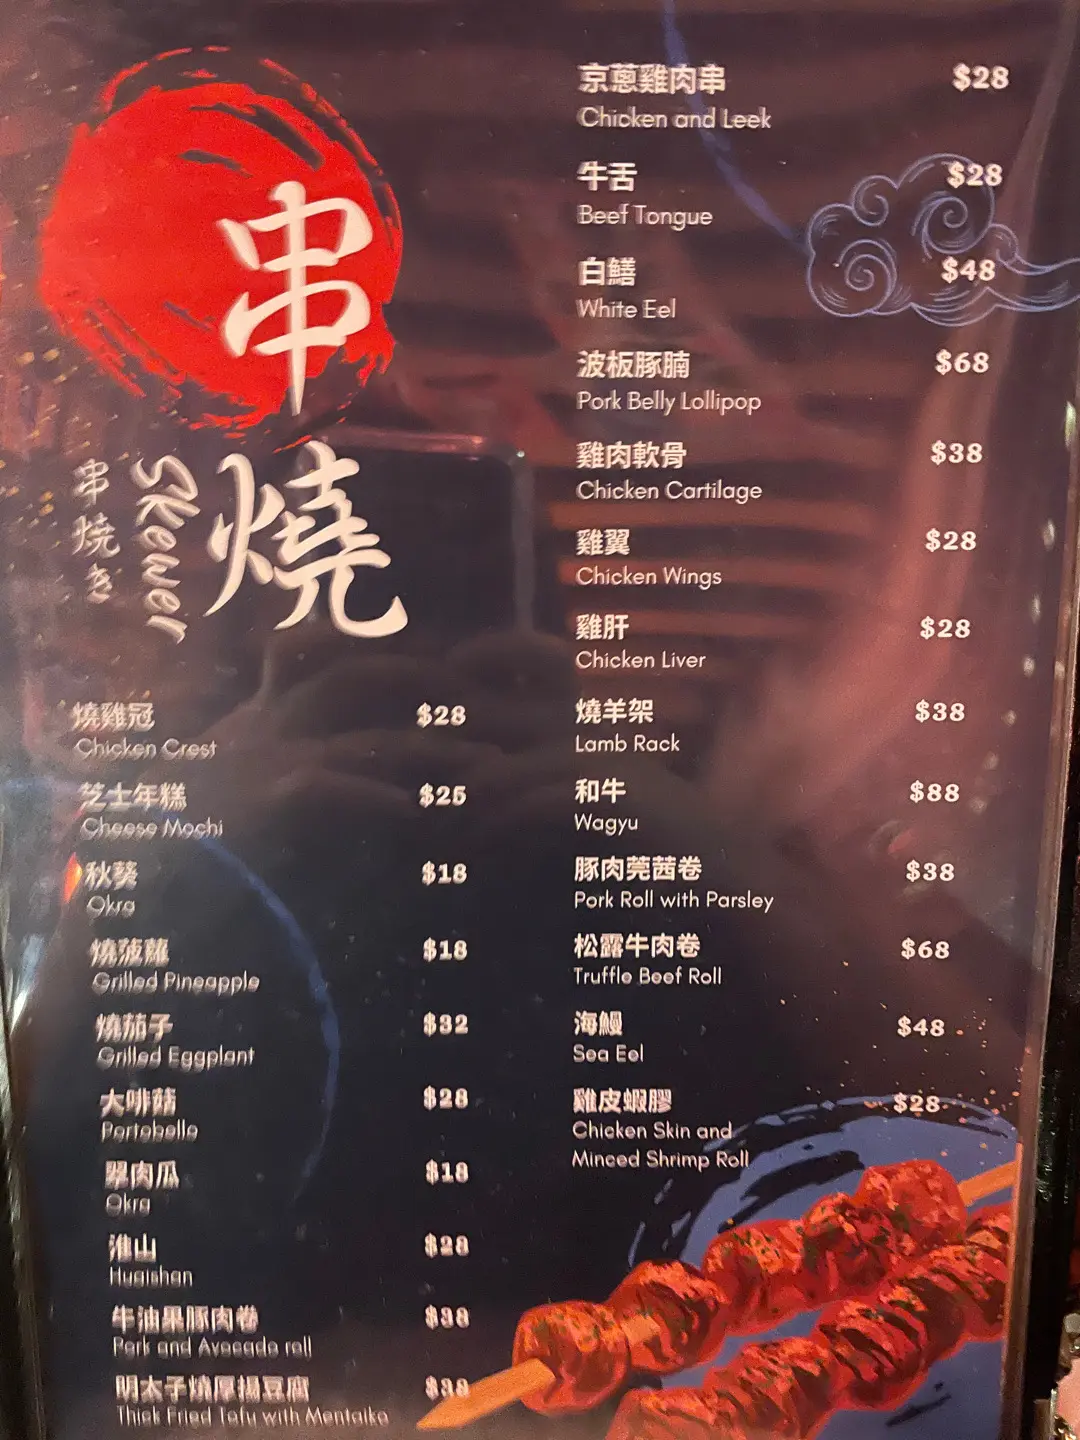 串燒
Skewer
串焼き
燒雞冠 $28
Chicken Crest
芝士年糕 $25
Cheese Mochi
秋葵 $18
Okra
燒菠蘿 $18
Grilled Pineapple
燒茄子 $32
Grilled Eggplant
大啡菇 $28
Portobello
翠肉瓜 $18
Okra
淮山 $28
Huaishan
牛油果豚肉卷 $38
Pork and Avocado roll
明太子燒厚揚豆腐 $38
Thick Fried Tofu with Mentaiko
京蔥雞肉串 $28
Chicken and Leek
牛舌 $28
Beef Tongue
白鱔 $48
White Eel
波板豚腩 $68
Pork Belly Lollipop
雞肉軟骨 $38
Chicken Cartilage
雞翼 $28
Chicken Wings
雞肝 $28
Chicken Liver
燒羊架 $38
Lamb Rack
和牛 $88
Wagyu
豚肉莞茜卷 $38
Pork Roll with Parsley
松露牛肉卷 $68
Truffle Beef Roll
海鰻 $48
Sea Eel
雞皮蝦膠 $28
Chicken Skin and
Minced Shrimp Roll